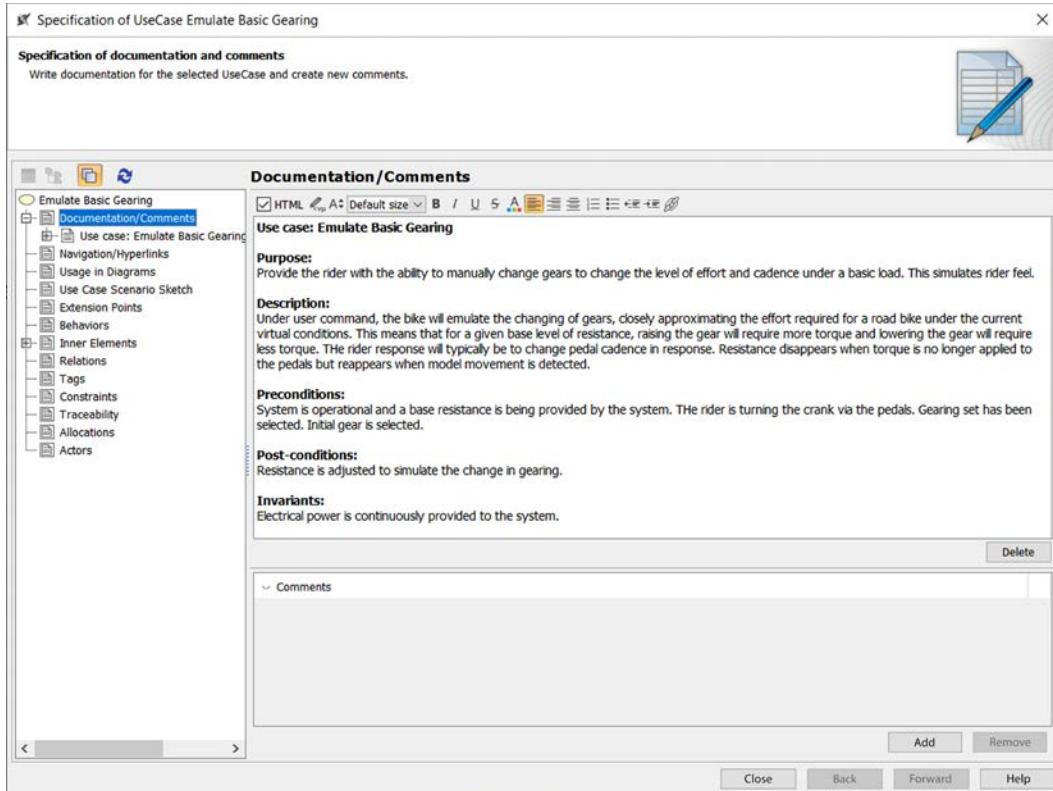 Specification of UseCase Emulate Basic Gearing
Specification of documentation and comments
Write documentation for the selected UseCase and create new comments.
Emulate Basic Gearing
Documentation/Comments
Use case: Emulate Basic Gearing
Navigation/Hyperlinks
Usage in Diagrams
Use Case Scenario Sketch
Extension Points
Behaviors
Inner Elements
Relations
Tags
Constraints
Traceability
Allocations
Actors
Documentation/Comments
HTML Default size B I U S A
Use case: Emulate Basic Gearing
Purpose:
Provide the rider with the ability to manually change gears to change the level of effort and cadence under a basic load. This simulates rider feel.
Description:
Under user command, the bike will emulate the changing of gears, closely approximating the effort required for a road bike under the current
virtual conditions. This means that for a given base level of resistance, raising the gear will require more torque and lowering the gear will require
less torque. THe rider response will typically be to change pedal cadence in response. Resistance disappears when torque is no longer applied to
the pedals but reappears when model movement is detected.
Preconditions:
System is operational and a base resistance is being provided by the system. THe rider is turning the crank via the pedals. Gearing set has been
selected. Initial gear is selected.
Post-conditions:
Resistance is adjusted to simulate the change in gearing.
Invariants:
Electrical power is continuously provided to the system.
Delete
Comments
Add Remove
Close Back Forward Help